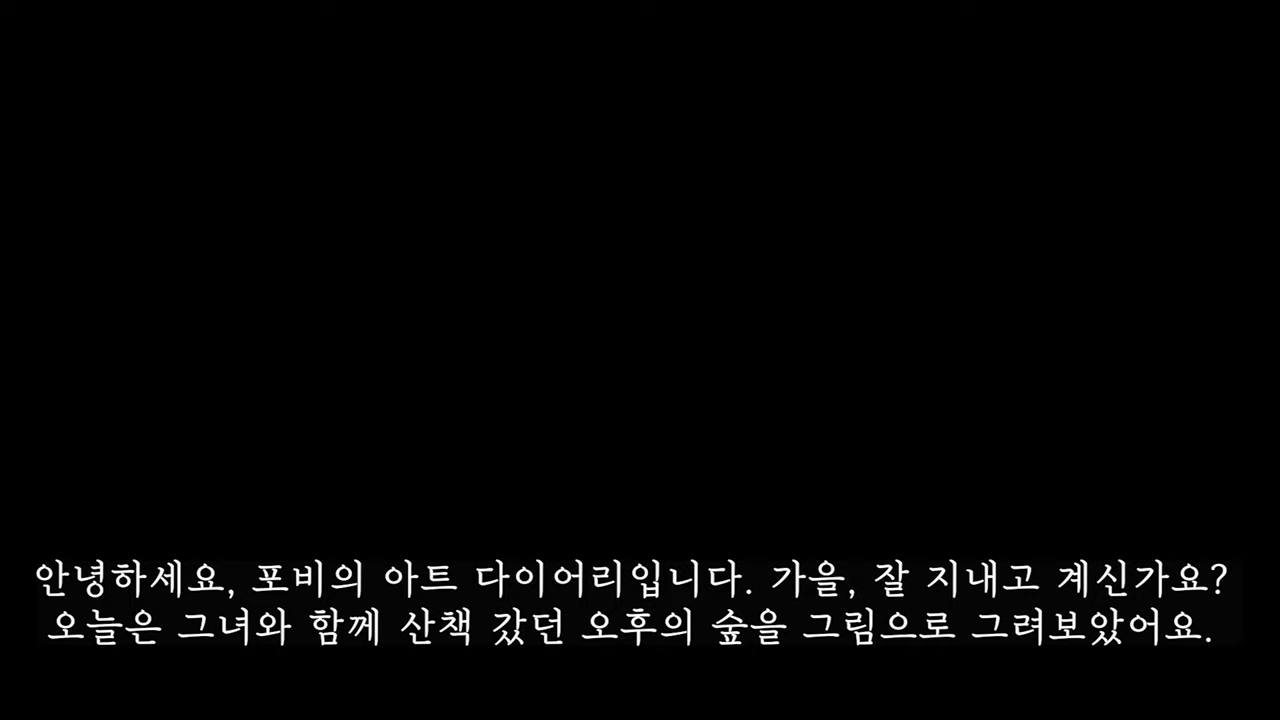 안녕하세요, 포비의 아트 다이어리입니다. 가을, 잘 지내고 계신가요?
오늘은 그녀와 함께 산책 갔던 오후의 숲을 그림으로 그려보았어요.